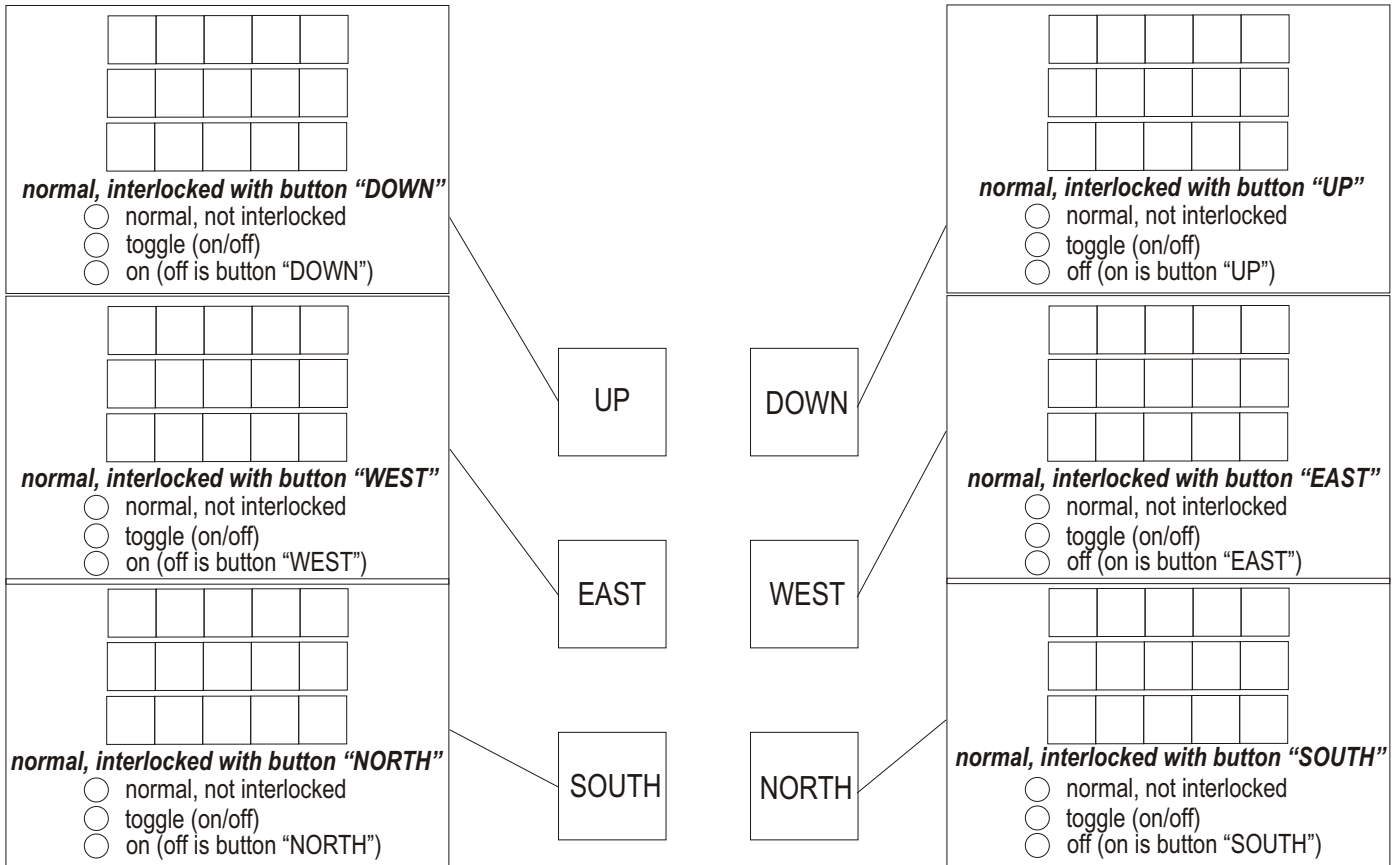 normal, interlocked with button “DOWN”
normal, not interlocked
toggle (on/off)
on (off is button “DOWN”)
normal, interlocked with button “UP”
normal, not interlocked
toggle (on/off)
off (on is button “UP”)
UP
DOWN
normal, interlocked with button “WEST”
normal, not interlocked
toggle (on/off)
on (off is button “WEST”)
normal, interlocked with button “EAST”
normal, not interlocked
toggle (on/off)
off (on is button “EAST”)
EAST
WEST
normal, interlocked with button “NORTH”
normal, not interlocked
toggle (on/off)
on (off is button “NORTH”)
normal, interlocked with button “SOUTH”
normal, not interlocked
toggle (on/off)
off (on is button “SOUTH”)
SOUTH
NORTH